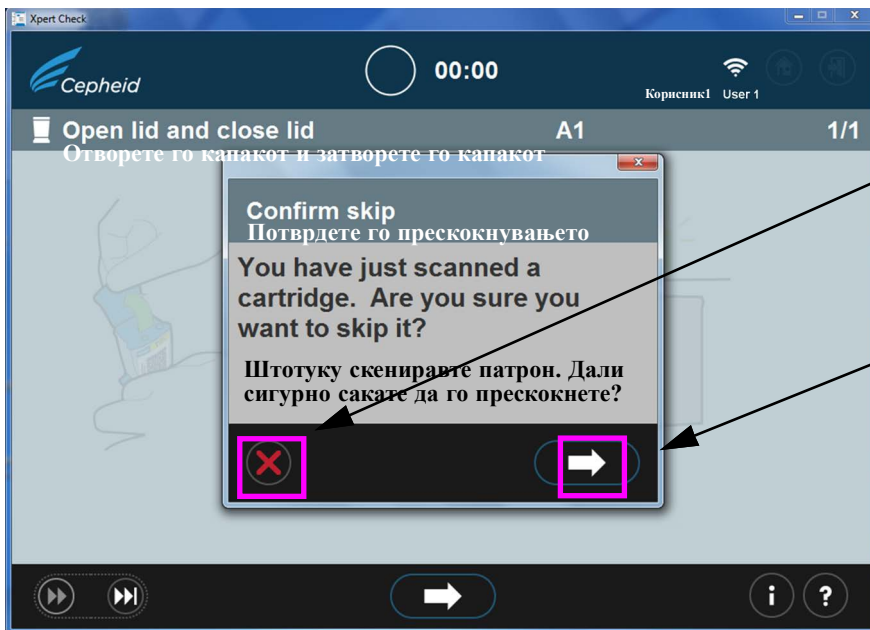 Xpert Check
Cepheid
00:00
Корисник1 User 1
Open lid and close lid A1 1/1
Отворете го капакот и затворете го капакот
Confirm skip
Потврдете го прескокнувањето
You have just scanned a
cartridge. Are you sure you
want to skip it?
Штотуку скениравте патрон. Дали
сигурно сакате да го прескокнете?
i ?